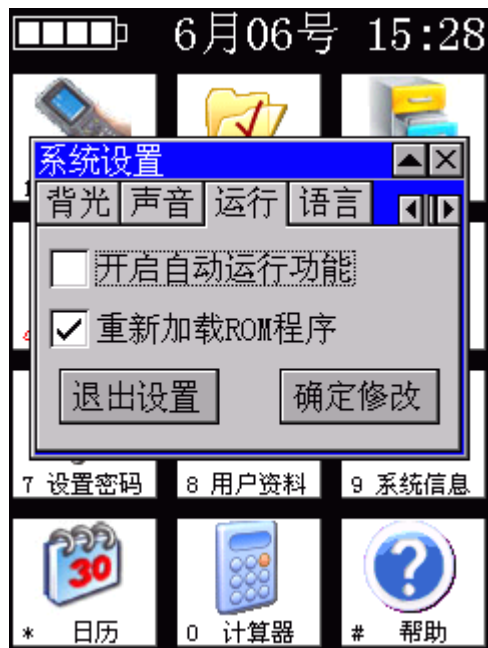 6月06号 15:28
系统设置
背光 声音 运行 语言
开启自动运行功能
重新加载ROM程序
退出设置 确定修改
7 设置密码 8 用户资料 9 系统信息
30
* 日历 0 计算器 # 帮助